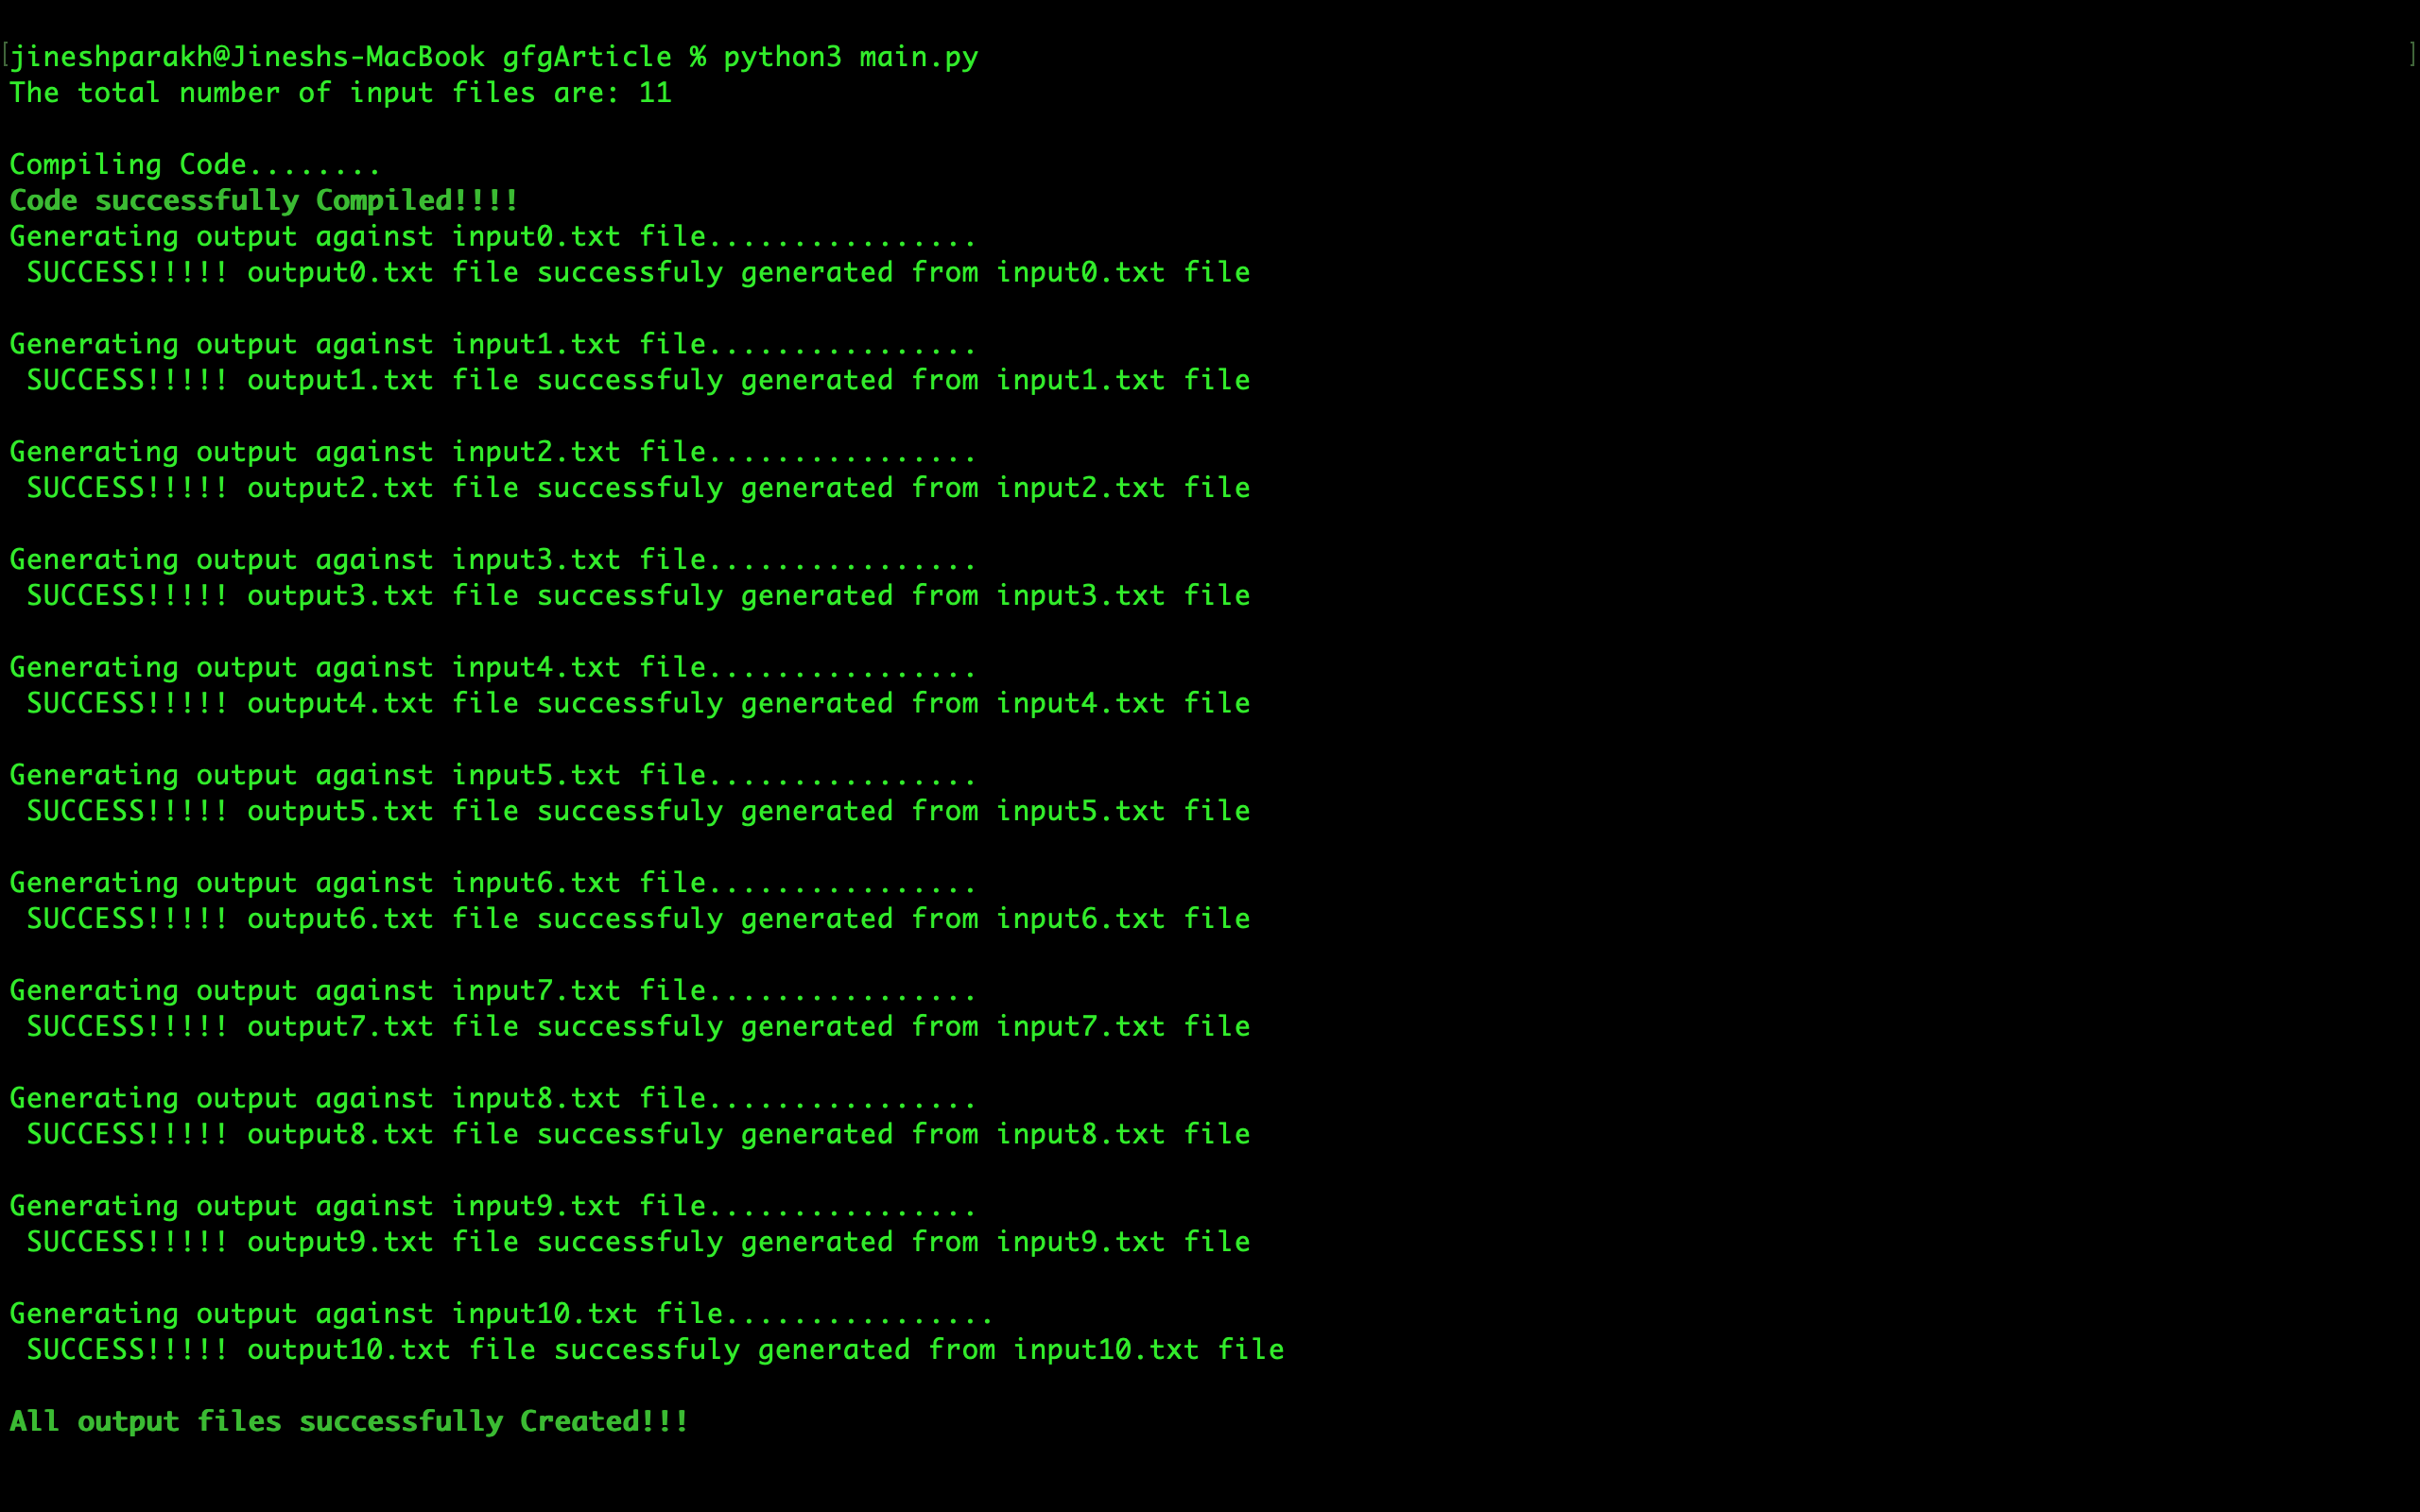 [jineshparakh@Jineshs-MacBook gfgArticle % python3 main.py ]
The total number of input files are: 11
Compiling Code........
Code successfully Compiled!!!!
Generating output against input0.txt file................
SUCCESS!!!!! output0.txt file successfuly generated from input0.txt file
Generating output against input1.txt file................
SUCCESS!!!!! output1.txt file successfuly generated from input1.txt file
Generating output against input2.txt file................
SUCCESS!!!!! output2.txt file successfuly generated from input2.txt file
Generating output against input3.txt file................
SUCCESS!!!!! output3.txt file successfuly generated from input3.txt file
Generating output against input4.txt file................
SUCCESS!!!!! output4.txt file successfuly generated from input4.txt file
Generating output against input5.txt file................
SUCCESS!!!!! output5.txt file successfuly generated from input5.txt file
Generating output against input6.txt file................
SUCCESS!!!!! output6.txt file successfuly generated from input6.txt file
Generating output against input7.txt file................
SUCCESS!!!!! output7.txt file successfuly generated from input7.txt file
Generating output against input8.txt file................
SUCCESS!!!!! output8.txt file successfuly generated from input8.txt file
Generating output against input9.txt file................
SUCCESS!!!!! output9.txt file successfuly generated from input9.txt file
Generating output against input10.txt file................
SUCCESS!!!!! output10.txt file successfuly generated from input10.txt file
All output files successfully Created!!!